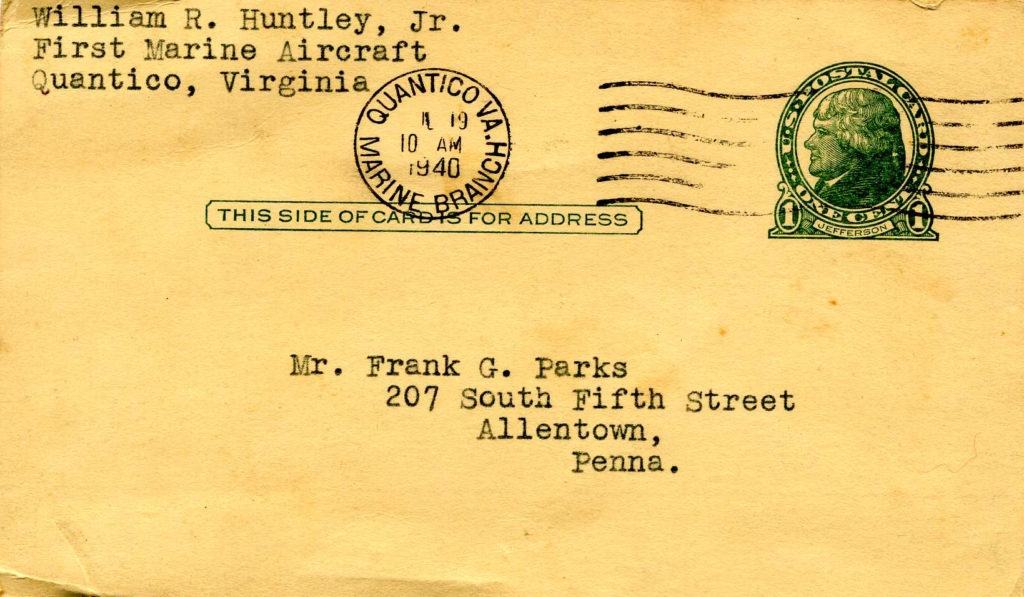 William R. Huntley, Jr.
First Marine Aircraft
Quantico, Virginia
QUANTICO VA.
19
10 AM
1940
MARINE BRANCH
U.S. POSTAL CARD
ONE CENT
1 JEFFERSON 1
THIS SIDE OF CARD IS FOR ADDRESS
Mr. Frank G. Parks
207 South Fifth Street
Allentown,
Penna.